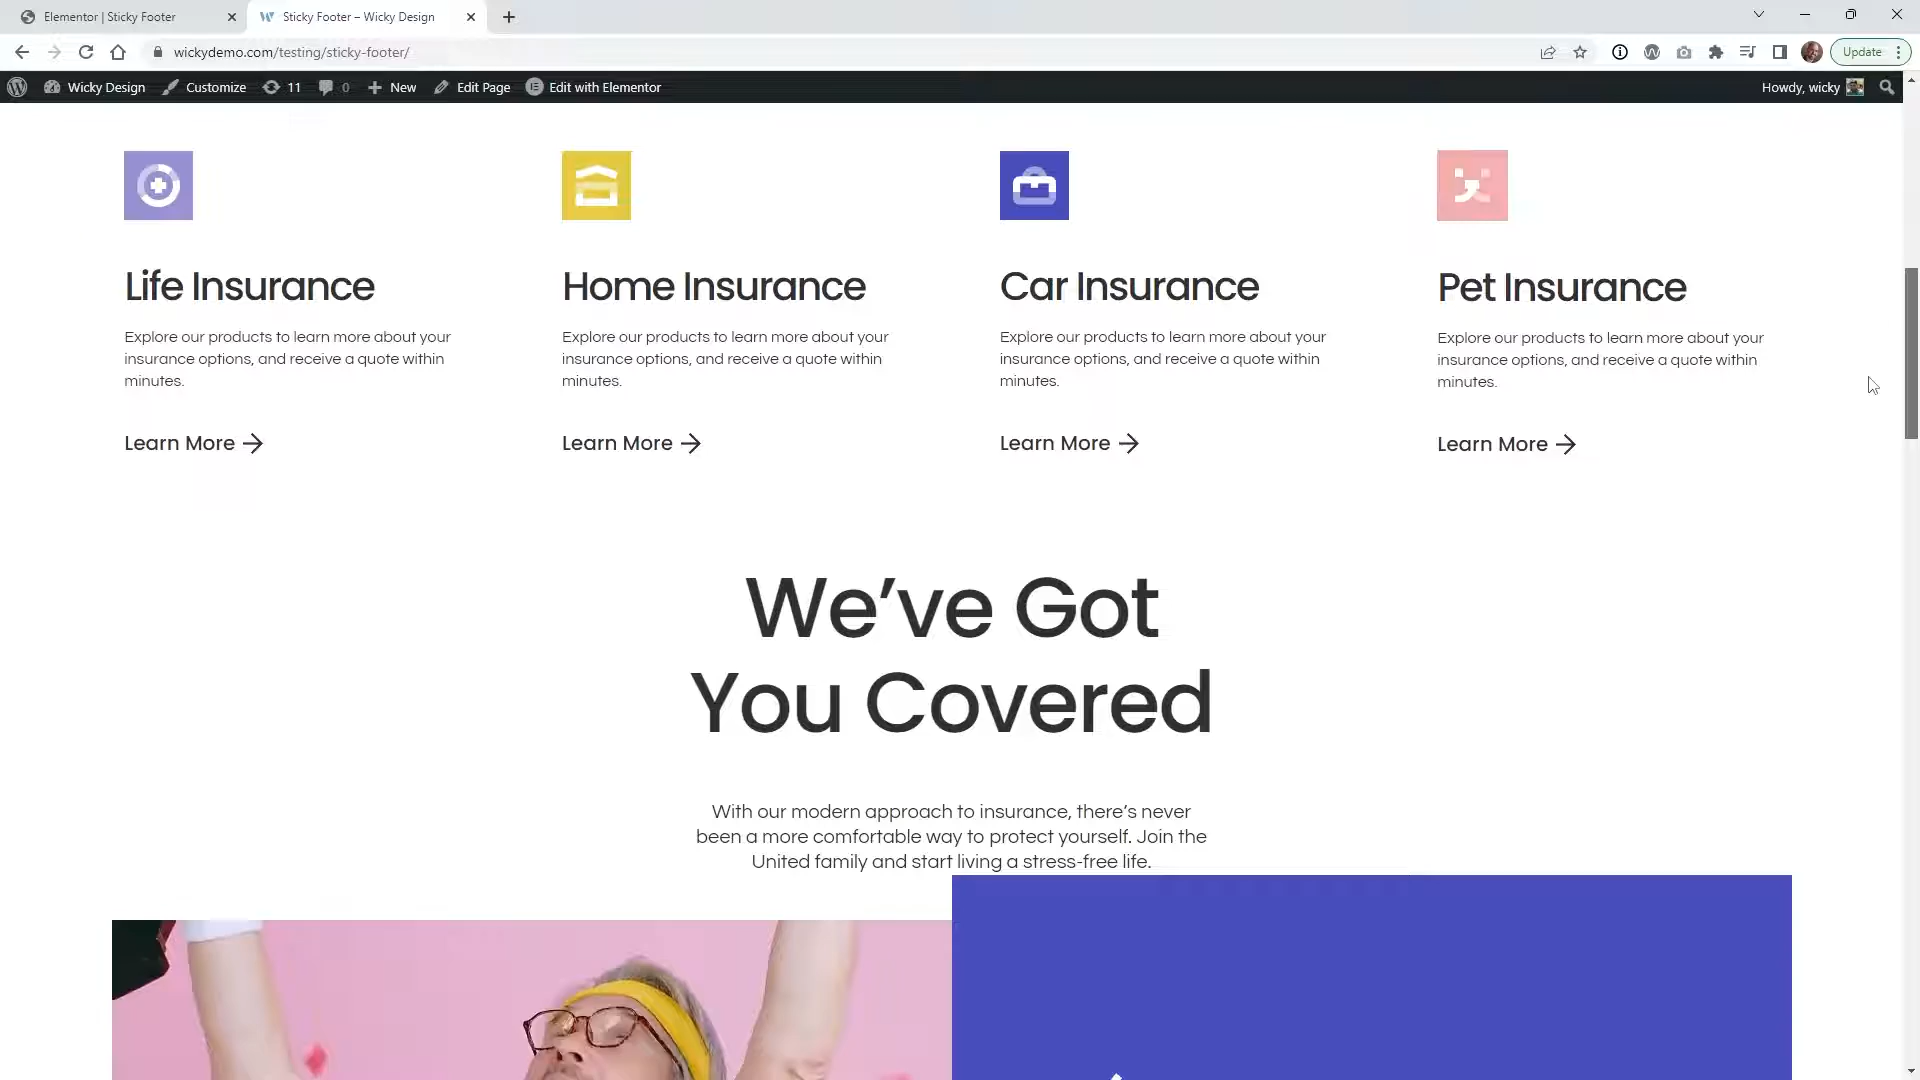 Elementor | Sticky Footer
Sticky Footer – Wicky Design
wickydemo.com/testing/sticky-footer/
Update
Wicky Design
Customize
11
0
New
Edit Page
Edit with Elementor
Howdy, wicky
Life Insurance
Explore our products to learn more about your
insurance options, and receive a quote within
minutes.
Learn More
Home Insurance
Explore our products to learn more about your
insurance options, and receive a quote within
minutes.
Learn More
Car Insurance
Explore our products to learn more about your
insurance options, and receive a quote within
minutes.
Learn More
Pet Insurance
Explore our products to learn more about your
insurance options, and receive a quote within
minutes.
Learn More
We’ve Got
You Covered
With our modern approach to insurance, there’s never
been a more comfortable way to protect yourself. Join the
United family and start living a stress-free life.